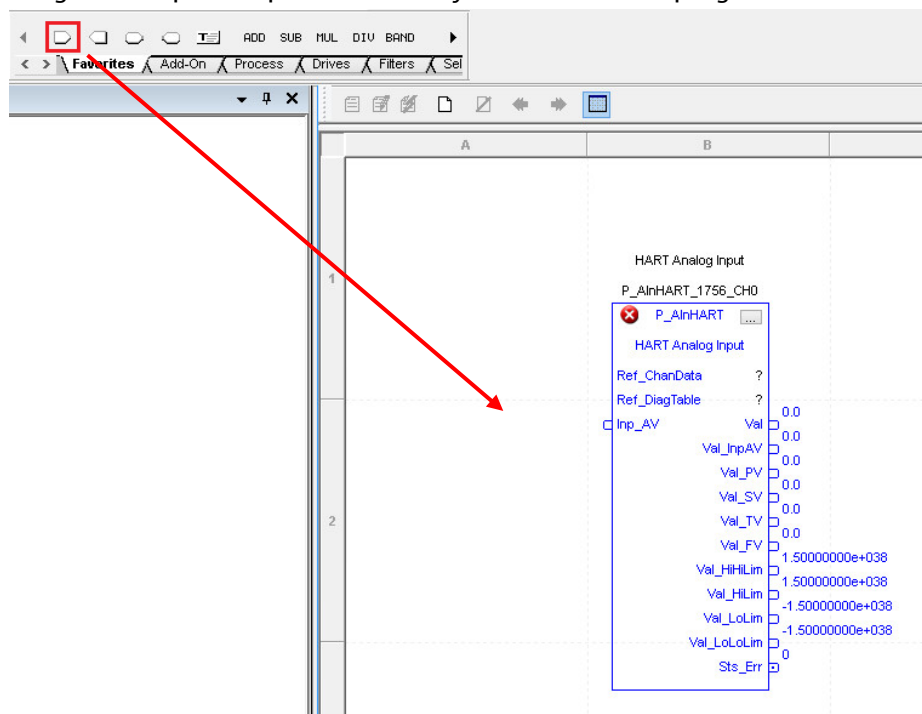 ADD SUB MUL DIV BAND
Favorites Add-On Process Drives Filters Sel
A B
HART Analog Input
1
P_AInHART_1756_CH0
P_AInHART ...
HART Analog Input
Ref_ChanData ?
Ref_DiagTable ?
0.0
Inp_AV Val
0.0
Val_InpAV
0.0
Val_PV
0.0
Val_SV
0.0
2 Val_TV
0.0
Val_FV
1.50000000e+038
Val_HiHiLim
1.50000000e+038
Val_HiLim
-1.50000000e+038
Val_LoLim
-1.50000000e+038
Val_LoLoLim
0
Sts_Err